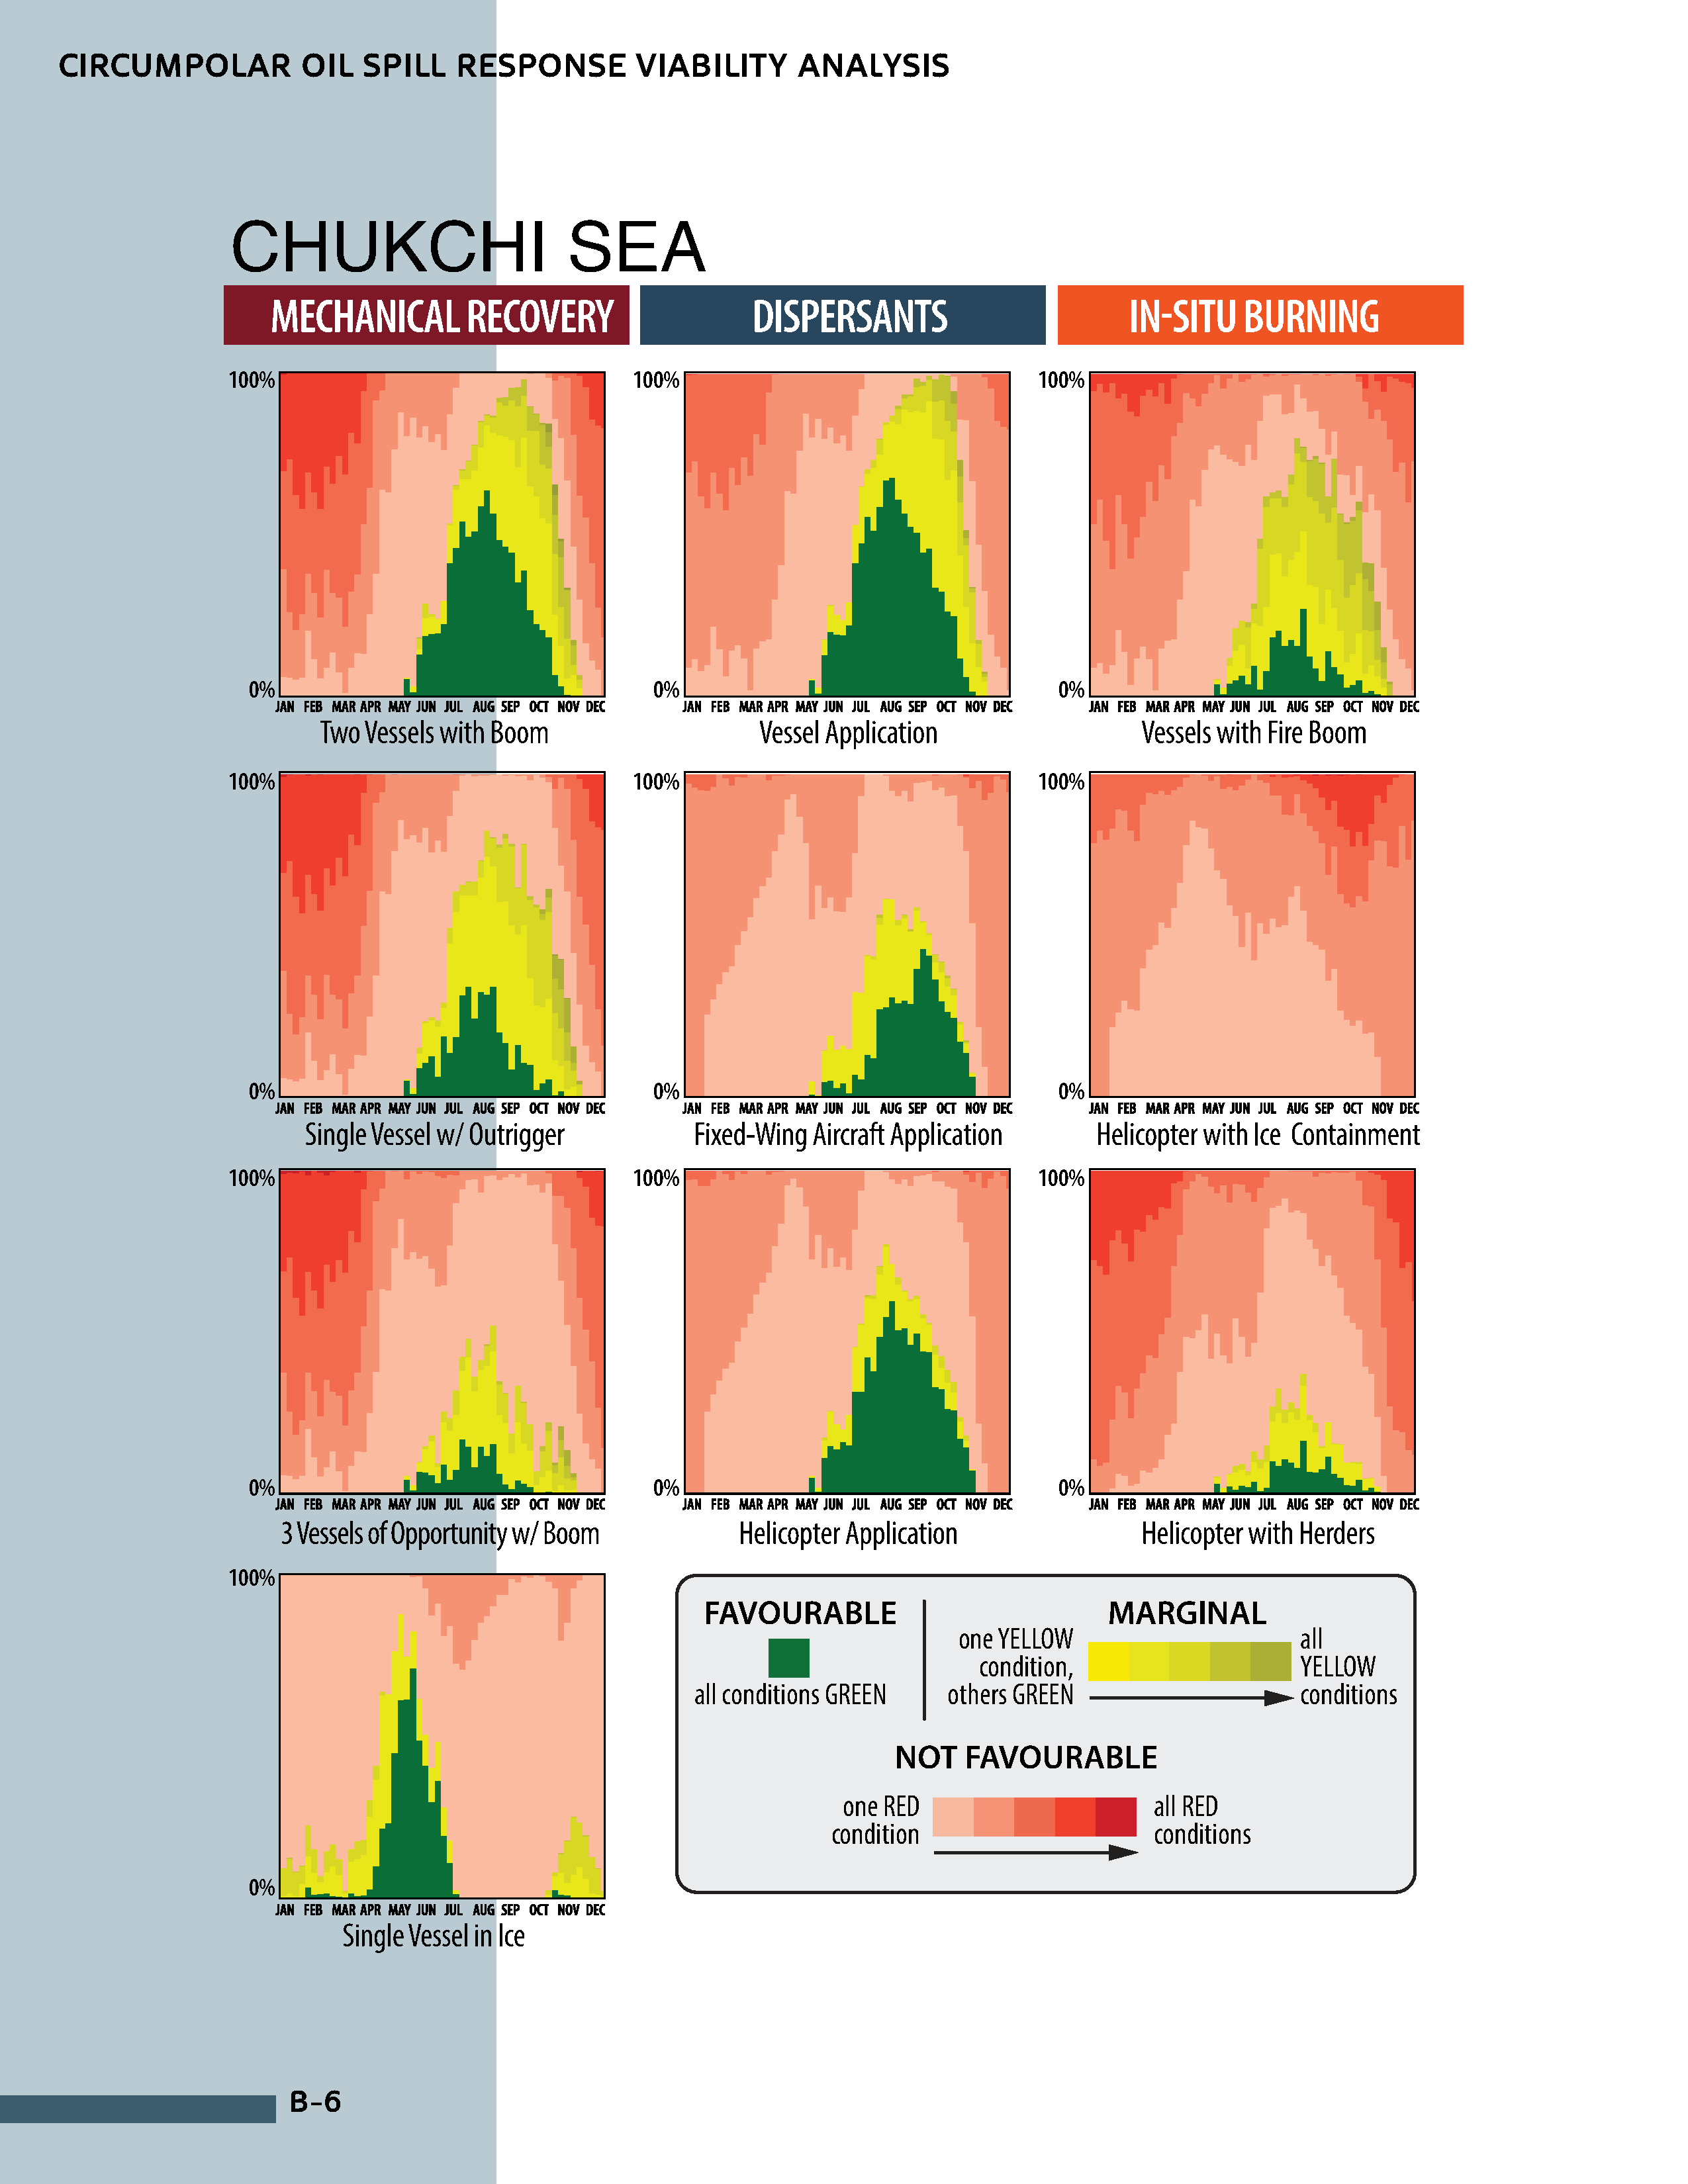 CIRCUMPOLAR OIL SPILL RESPONSE VIABILITY ANALYSIS
CHUKCHI SEA
MECHANICAL RECOVERY
DISPERSANTS
IN-SITU BURNING
100%
0%
JAN FEB MAR APR MAY JUN JUL AUG SEP OCT NOV DEC
Two Vessels with Boom
100%
0%
JAN FEB MAR APR MAY JUN JUL AUG SEP OCT NOV DEC
Vessel Application
100%
0%
JAN FEB MAR APR MAY JUN JUL AUG SEP OCT NOV DEC
Vessels with Fire Boom
100%
0%
JAN FEB MAR APR MAY JUN JUL AUG SEP OCT NOV DEC
Single Vessel w/ Outrigger
100%
0%
JAN FEB MAR APR MAY JUN JUL AUG SEP OCT NOV DEC
Fixed-Wing Aircraft Application
100%
0%
JAN FEB MAR APR MAY JUN JUL AUG SEP OCT NOV DEC
Helicopter with Ice Containment
100%
0%
JAN FEB MAR APR MAY JUN JUL AUG SEP OCT NOV DEC
3 Vessels of Opportunity w/ Boom
100%
0%
JAN FEB MAR APR MAY JUN JUL AUG SEP OCT NOV DEC
Helicopter Application
100%
0%
JAN FEB MAR APR MAY JUN JUL AUG SEP OCT NOV DEC
Helicopter with Herders
100%
0%
JAN FEB MAR APR MAY JUN JUL AUG SEP OCT NOV DEC
Single Vessel in Ice
FAVOURABLE
all conditions GREEN
MARGINAL
one YELLOW
condition,
others GREEN
all
YELLOW
conditions
NOT FAVOURABLE
one RED
condition
all RED
conditions
B-6